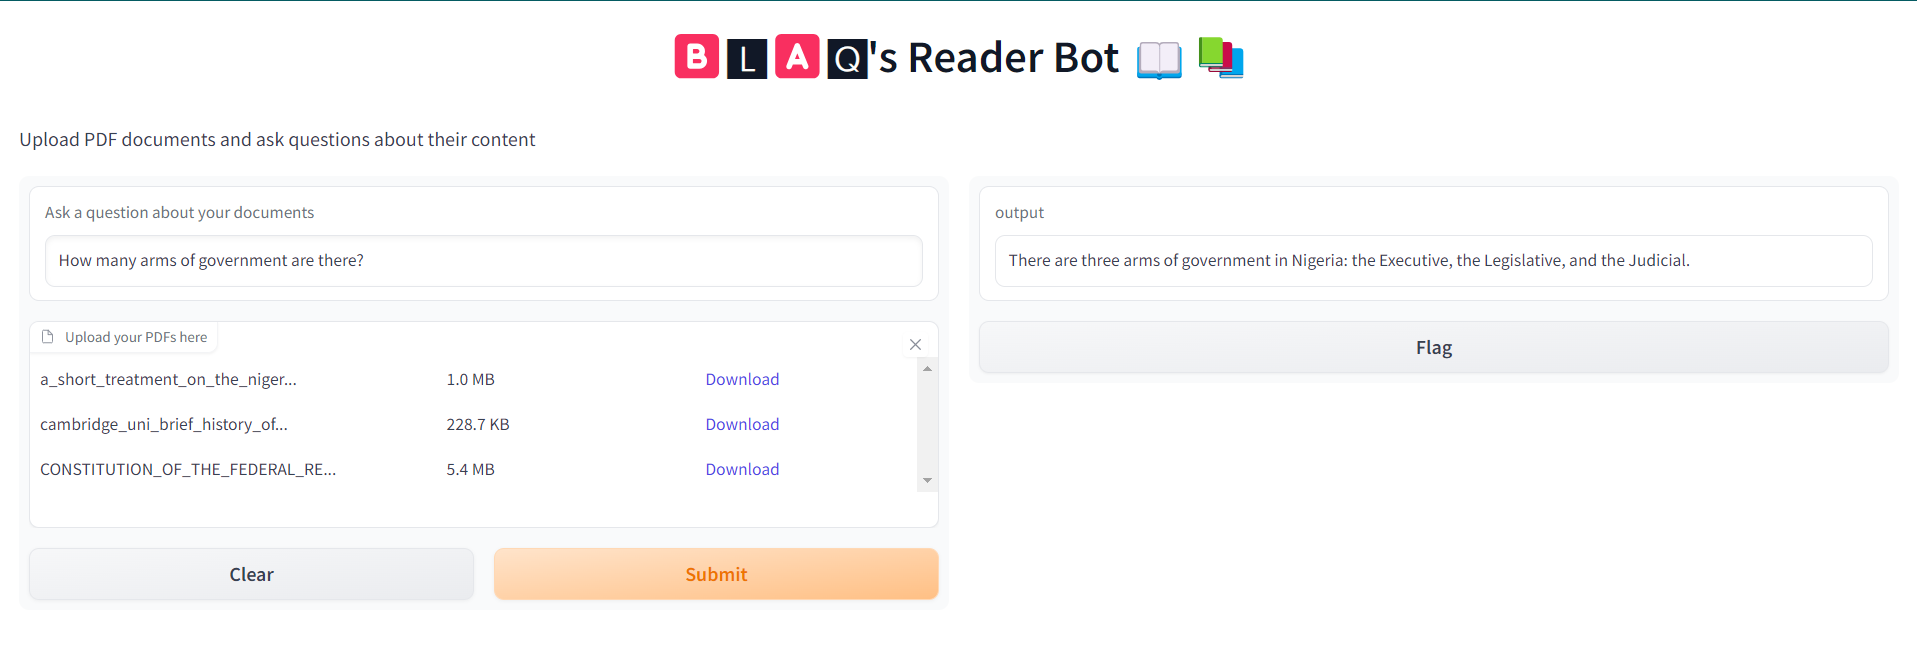 🅱🅻🅰🆀's Reader Bot 📖 📚
Upload PDF documents and ask questions about their content
Ask a question about your documents
How many arms of government are there?
Upload your PDFs here
a_short_treatment_on_the_niger... 1.0 MB Download
cambridge_uni_brief_history_of... 228.7 KB Download
CONSTITUTION_OF_THE_FEDERAL_RE... 5.4 MB Download
Clear
Submit
output
There are three arms of government in Nigeria: the Executive, the Legislative, and the Judicial.
Flag